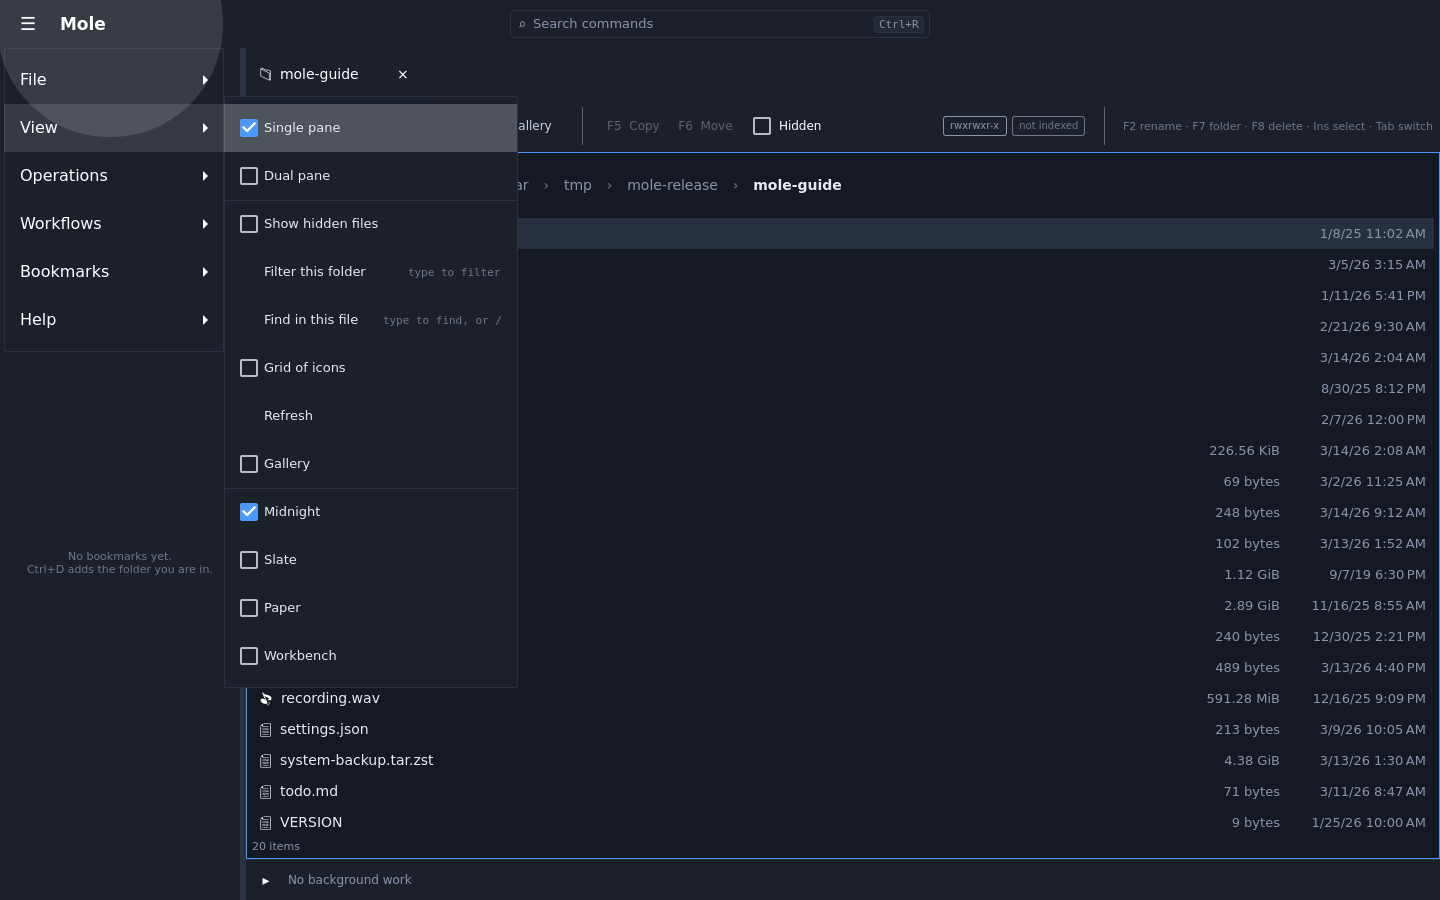 ☰ Mole
⌕ Search commands Ctrl+R
File
View
Operations
Workflows
Bookmarks
Help
No bookmarks yet.
Ctrl+D adds the folder you are in.
mole-guide ✕
Single pane
Dual pane
Show hidden files
Filter this folder type to filter
Find in this file type to find, or /
Grid of icons
Refresh
Gallery
Midnight
Slate
Paper
Workbench
allery F5 Copy F6 Move Hidden rwxrwxr-x not indexed F2 rename · F7 folder · F8 delete · Ins select · Tab switch
ar › tmp › mole-release › mole-guide
1/8/25 11:02 AM
3/5/26 3:15 AM
1/11/26 5:41 PM
2/21/26 9:30 AM
3/14/26 2:04 AM
8/30/25 8:12 PM
2/7/26 12:00 PM
226.56 KiB 3/14/26 2:08 AM
69 bytes 3/2/26 11:25 AM
248 bytes 3/14/26 9:12 AM
102 bytes 3/13/26 1:52 AM
1.12 GiB 9/7/19 6:30 PM
2.89 GiB 11/16/25 8:55 AM
240 bytes 12/30/25 2:21 PM
489 bytes 3/13/26 4:40 PM
recording.wav 591.28 MiB 12/16/25 9:09 PM
settings.json 213 bytes 3/9/26 10:05 AM
system-backup.tar.zst 4.38 GiB 3/13/26 1:30 AM
todo.md 71 bytes 3/11/26 8:47 AM
VERSION 9 bytes 1/25/26 10:00 AM
20 items
▶ No background work